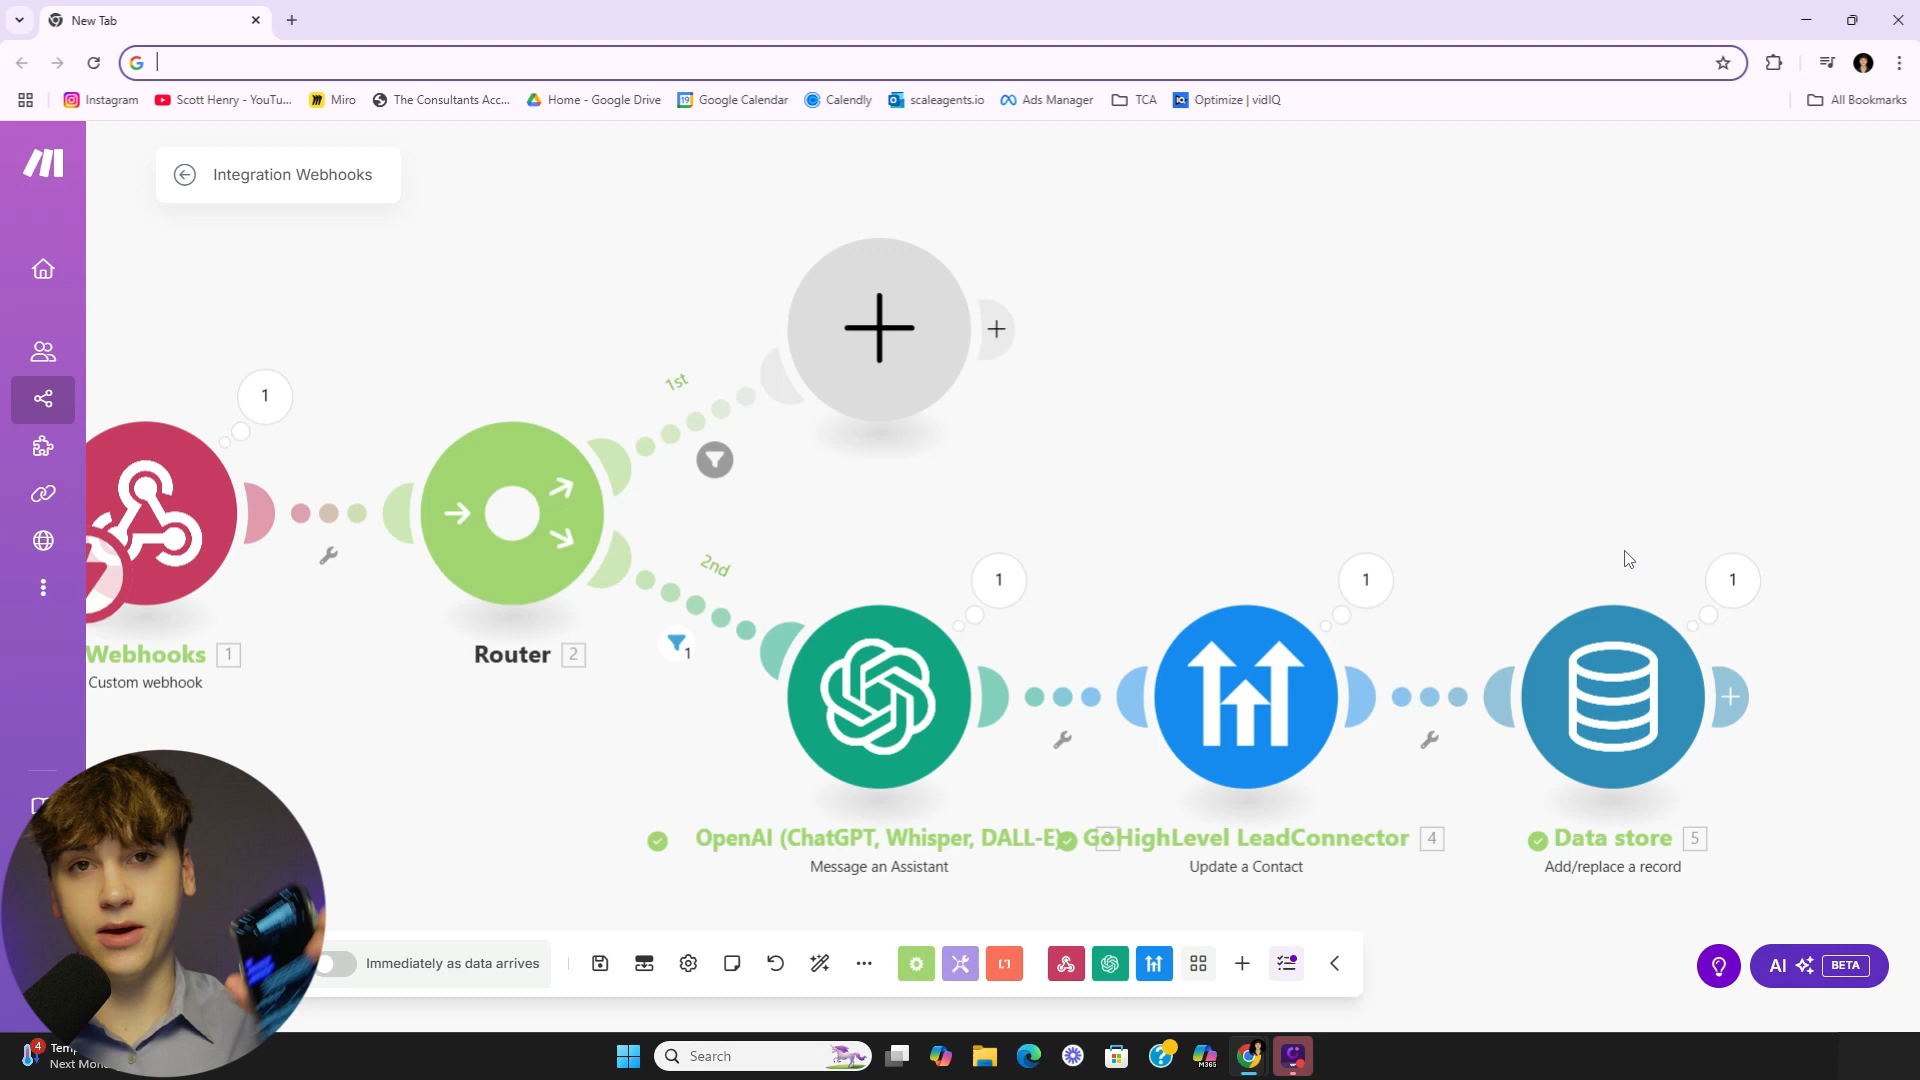 New Tab
Instagram
Scott Henry - YouTu...
Miro
The Consultants Acc...
Home - Google Drive
Google Calendar
Calendly
scaleagents.io
Ads Manager
TCA
Optimize | vidIQ
All Bookmarks
Integration Webhooks
1
1st
2nd
1
1
1
1
Webhooks 1
Custom webhook
Router 2
OpenAI (ChatGPT, Whisper, DALL-E)
Message an Assistant
GoHighLevel LeadConnector 4
Update a Contact
Data store 5
Add/replace a record
Immediately as data arrives
AI BETA
4
Next
Search
M365